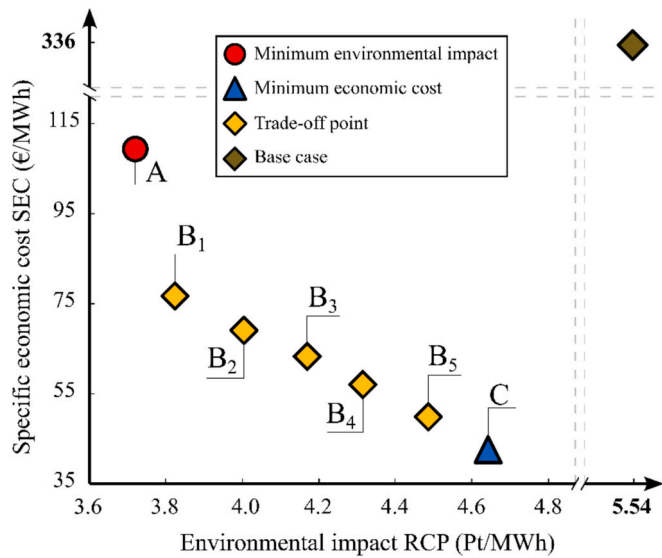 336
115
95
75
55
35
Specific economic cost SEC (€/MWh)
Minimum environmental impact
Minimum economic cost
Trade-off point
Base case
A
B1
B2
B3
B4
B5
C
3.6 3.8 4.0 4.2 4.4 4.6 4.8 5.54
Environmental impact RCP (Pt/MWh)